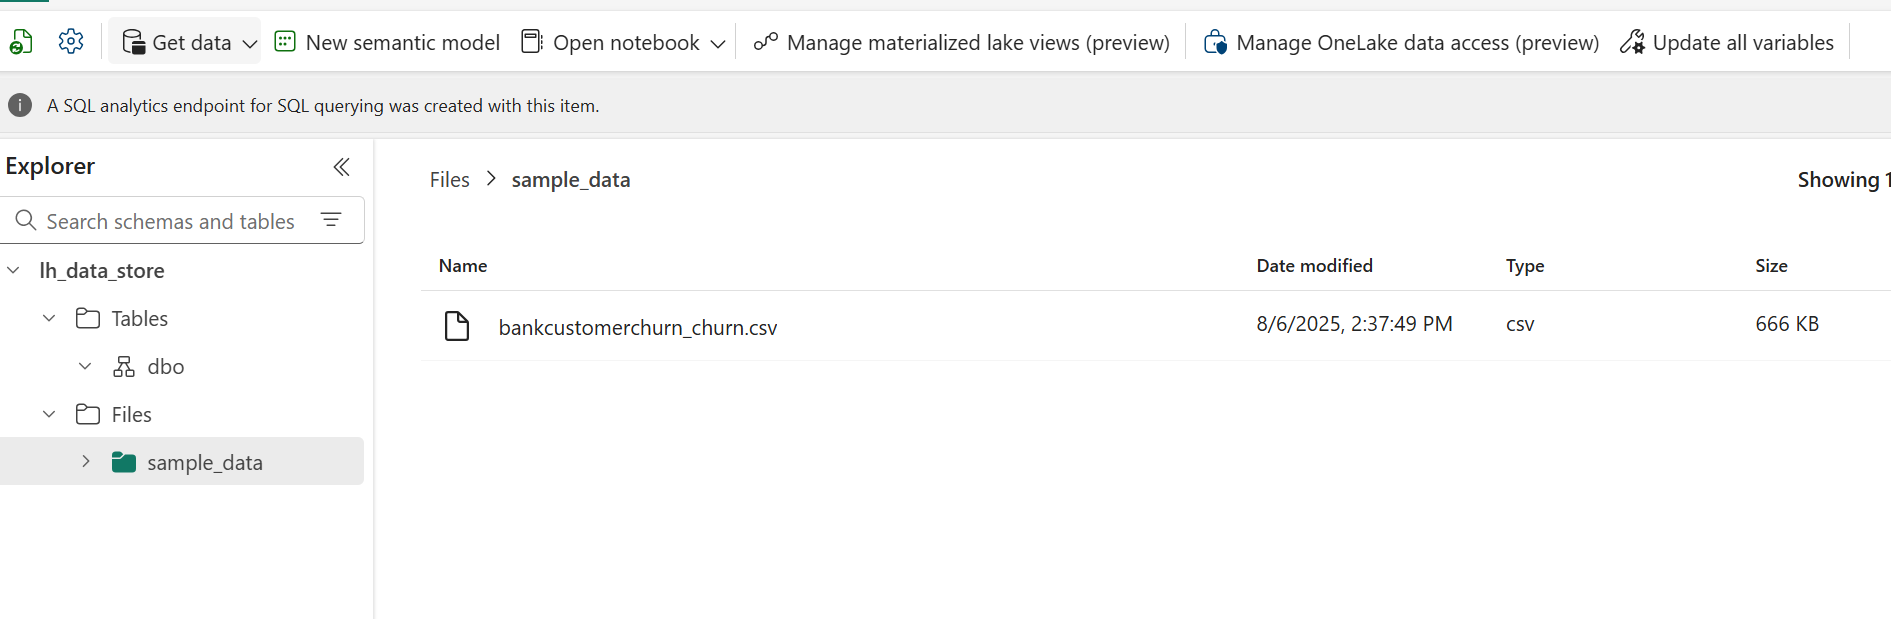 Get data New semantic model Open notebook Manage materialized lake views (preview) Manage OneLake data access (preview) Update all variables
A SQL analytics endpoint for SQL querying was created with this item.
Explorer
Search schemas and tables
lh_data_store
Tables
dbo
Files
sample_data
Files > sample_data
Showing 1
Name Date modified Type Size
bankcustomerchurn_churn.csv 8/6/2025, 2:37:49 PM csv 666 KB